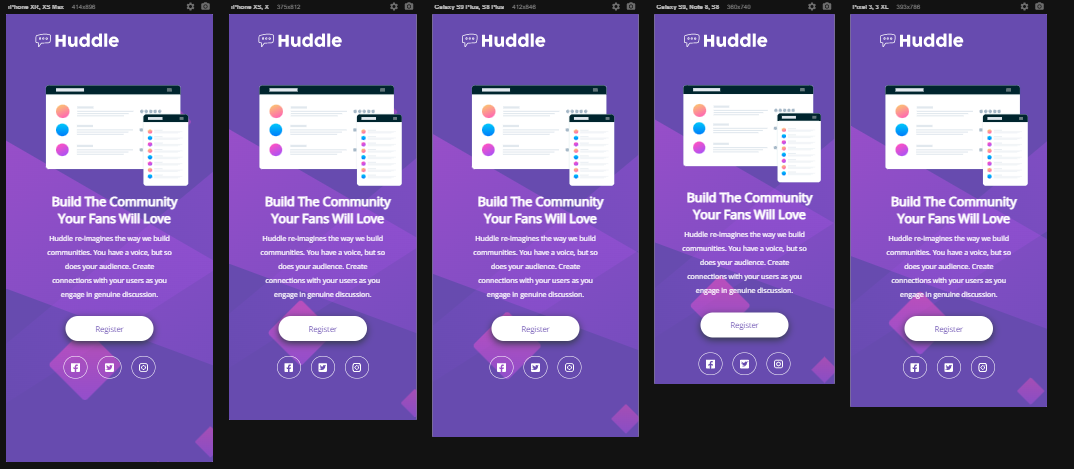 iPhone XR, XS Max 414x896
Huddle
Build The Community
Your Fans Will Love
Huddle re-imagines the way we build
communities. You have a voice, but so
does your audience. Create
connections with your users as you
engage in genuine discussion.
Register
iPhone XS, X 375x812
Huddle
Build The Community
Your Fans Will Love
Huddle re-imagines the way we build
communities. You have a voice, but so
does your audience. Create
connections with your users as you
engage in genuine discussion.
Register
Galaxy S9 Plus, S8 Plus 412x846
Huddle
Build The Community
Your Fans Will Love
Huddle re-imagines the way we build
communities. You have a voice, but so
does your audience. Create
connections with your users as you
engage in genuine discussion.
Register
Galaxy S9, Note 8, S8 360x740
Huddle
Build The Community
Your Fans Will Love
Huddle re-imagines the way we build
communities. You have a voice, but so
does your audience. Create
connections with your users as you
engage in genuine discussion.
Register
Pixel 3, 3 XL 393x786
Huddle
Build The Community
Your Fans Will Love
Huddle re-imagines the way we build
communities. You have a voice, but so
does your audience. Create
connections with your users as you
engage in genuine discussion.
Register